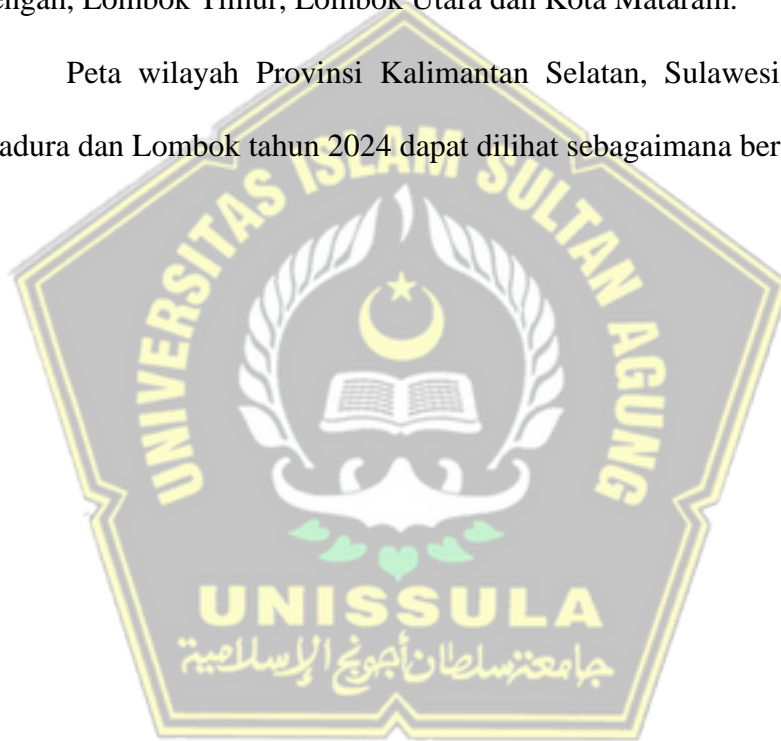 engah, Lombok Timur, Lombok Utara dan Kota Mataram.
Peta wilayah Provinsi Kalimantan Selatan, Sulawesi
adura dan Lombok tahun 2024 dapat dilihat sebagaimana ber
UNIVERSITAS ISLAM SULTAN AGUNG
UNISSULA
جامعة سلطان أجونج الإسلامية